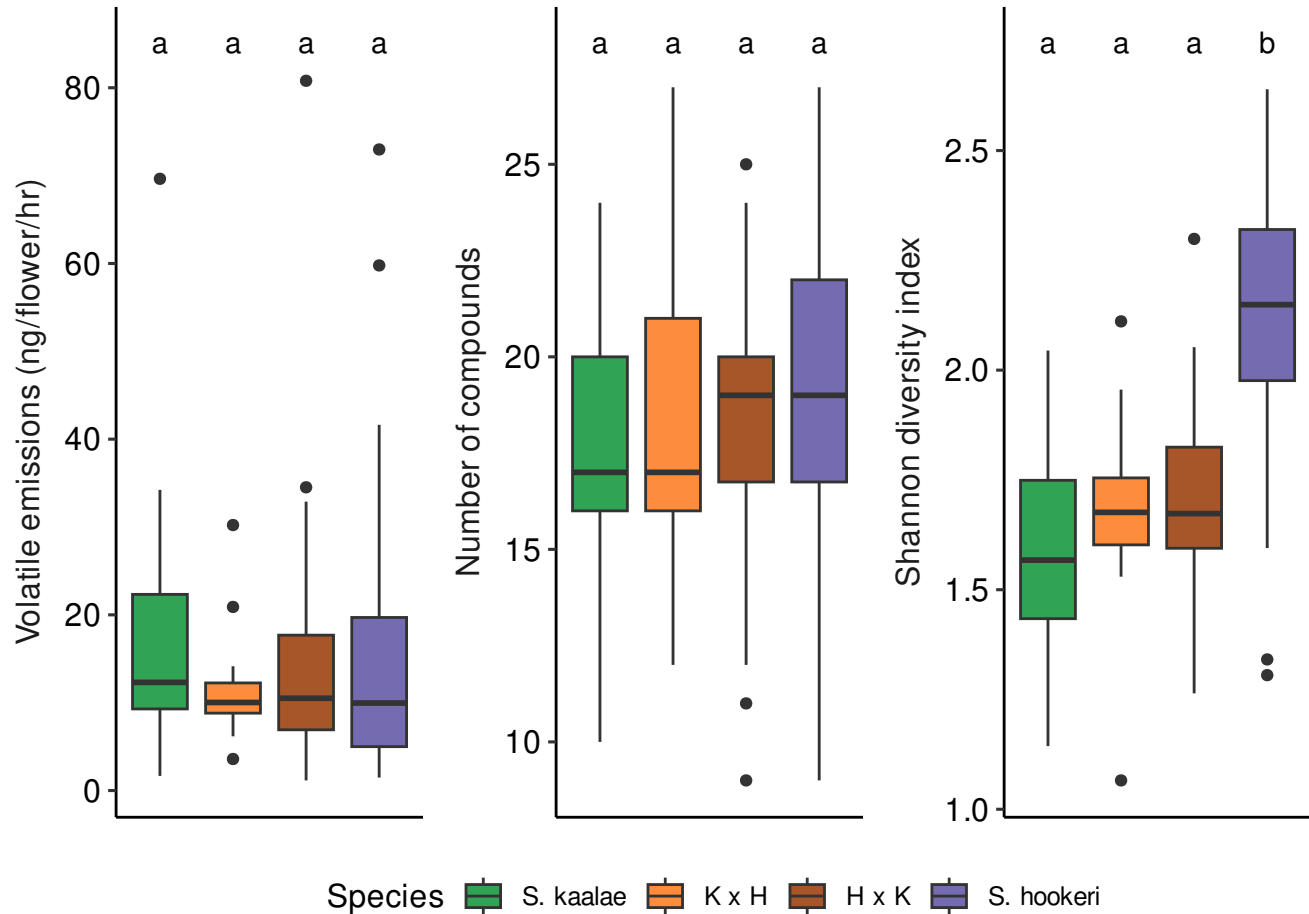 a a a a
80
60
40
20
0
Volatile emissions (ng/flower/hr)
a a a a
25
20
15
10
Number of compounds
a a a b
2.5
2.0
1.5
1.0
Shannon diversity index
Species S. kaalae K x H H x K S. hookeri